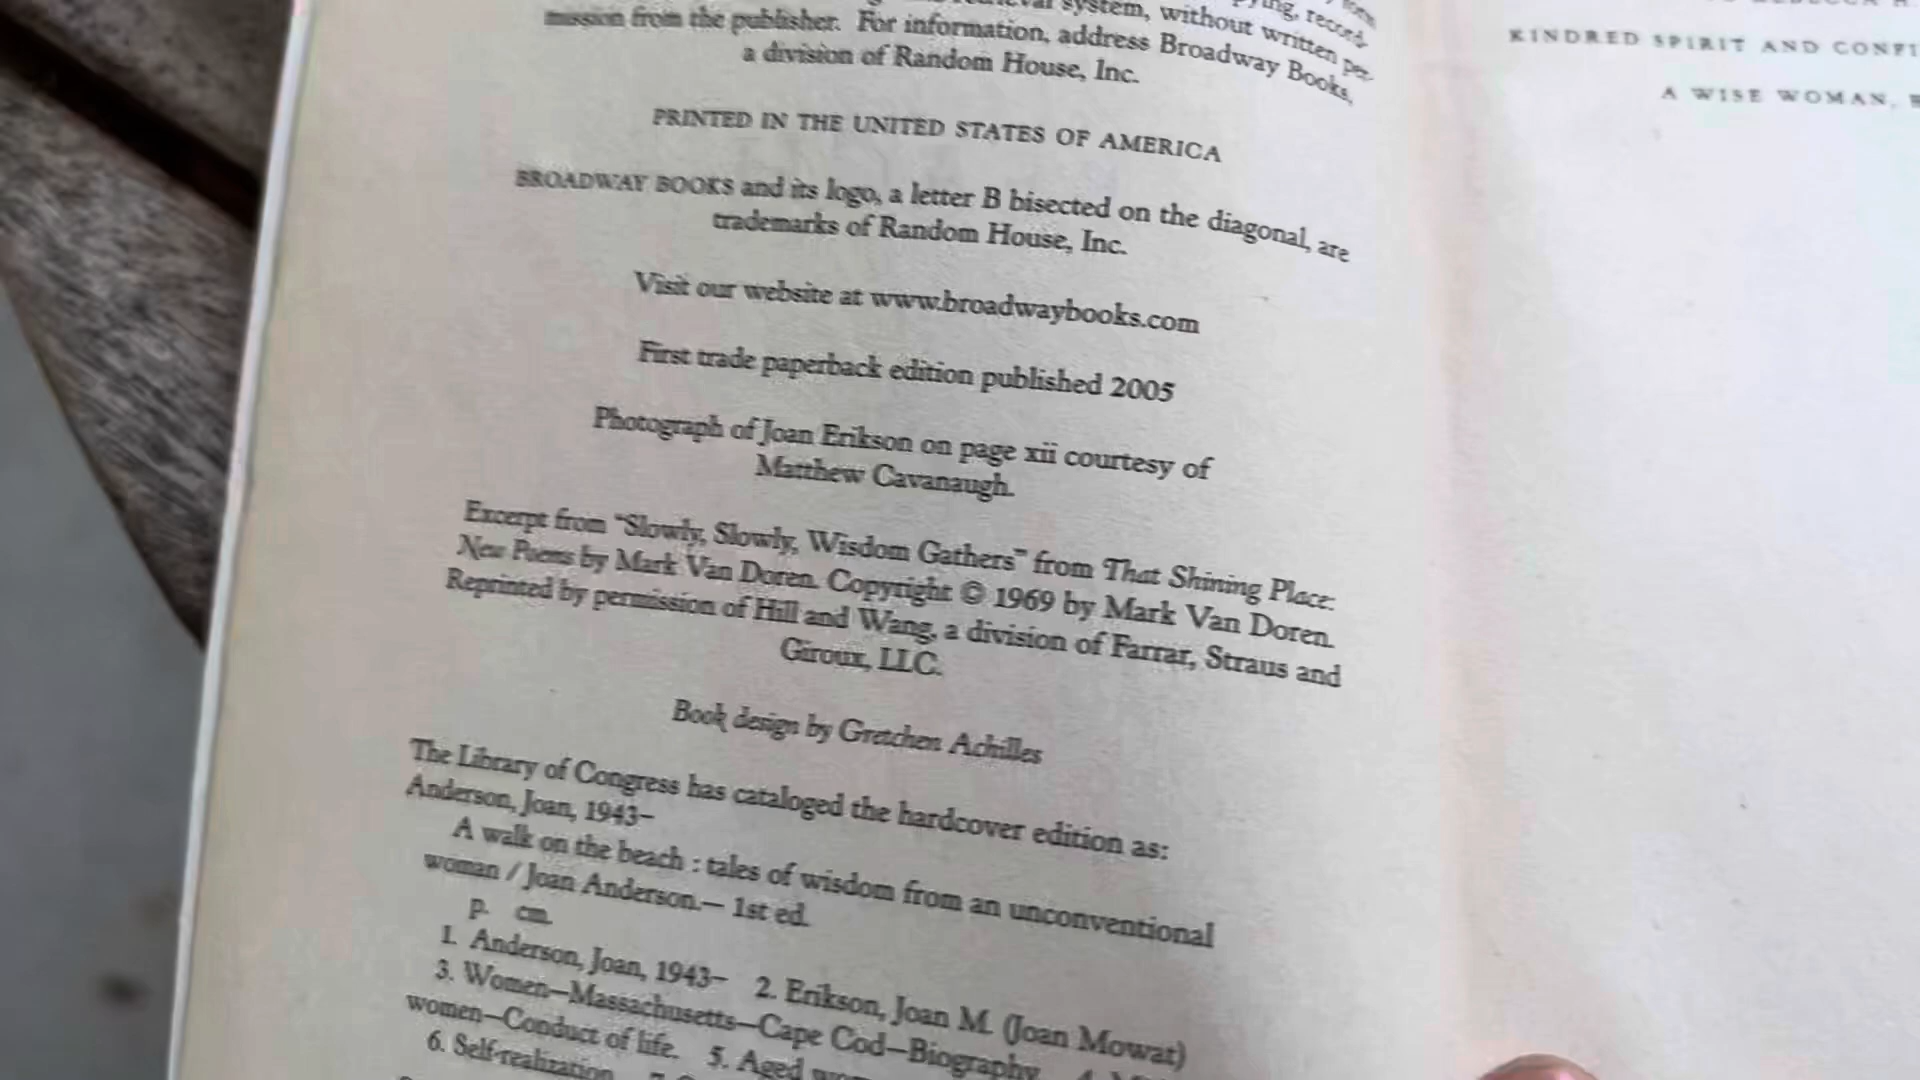 system, without written per-
mission from the publisher. For information, address Broadway Books,
a division of Random House, Inc.
PRINTED IN THE UNITED STATES OF AMERICA
BROADWAY BOOKS and its logo, a letter B bisected on the diagonal, are
trademarks of Random House, Inc.
Visit our website at www.broadwaybooks.com
First trade paperback edition published 2005
Photograph of Joan Erikson on page xii courtesy of
Matthew Cavanaugh.
Excerpt from “Slowly, Slowly, Wisdom Gathers” from That Shining Place:
New Poems by Mark Van Doren. Copyright © 1969 by Mark Van Doren.
Reprinted by permission of Hill and Wang, a division of Farrar, Straus and
Giroux, LLC.
Book design by Gretchen Achilles
The Library of Congress has cataloged the hardcover edition as:
Anderson, Joan, 1943–
A walk on the beach : tales of wisdom from an unconventional
woman / Joan Anderson.— 1st ed.
p. cm.
1. Anderson, Joan, 1943– 2. Erikson, Joan M. (Joan Mowat)
3. Women—Massachusetts—Cape Cod—Biography. 4.
women—Conduct of life. 5. Aged
6. Self-realization
KINDRED SPIRIT AND
A WISE WOMAN,